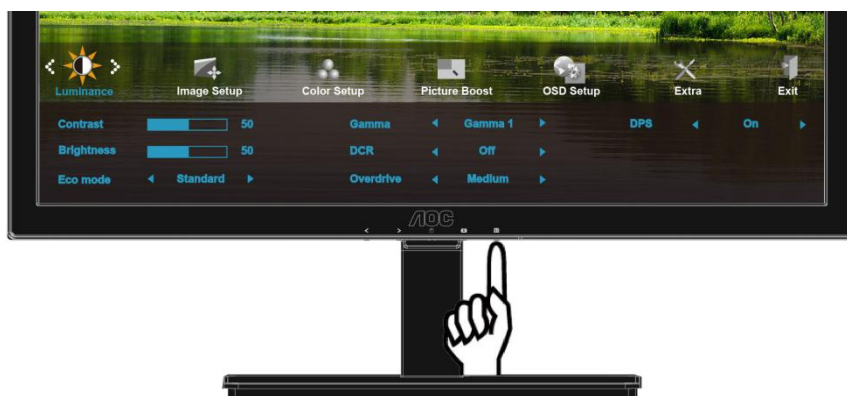 Luminance Image Setup Color Setup Picture Boost OSD Setup Extra Exit
Contrast 50 Gamma Gamma 1 DPS On
Brightness 50 DCR Off
Eco mode Standard Overdrive Medium
AOC
< >